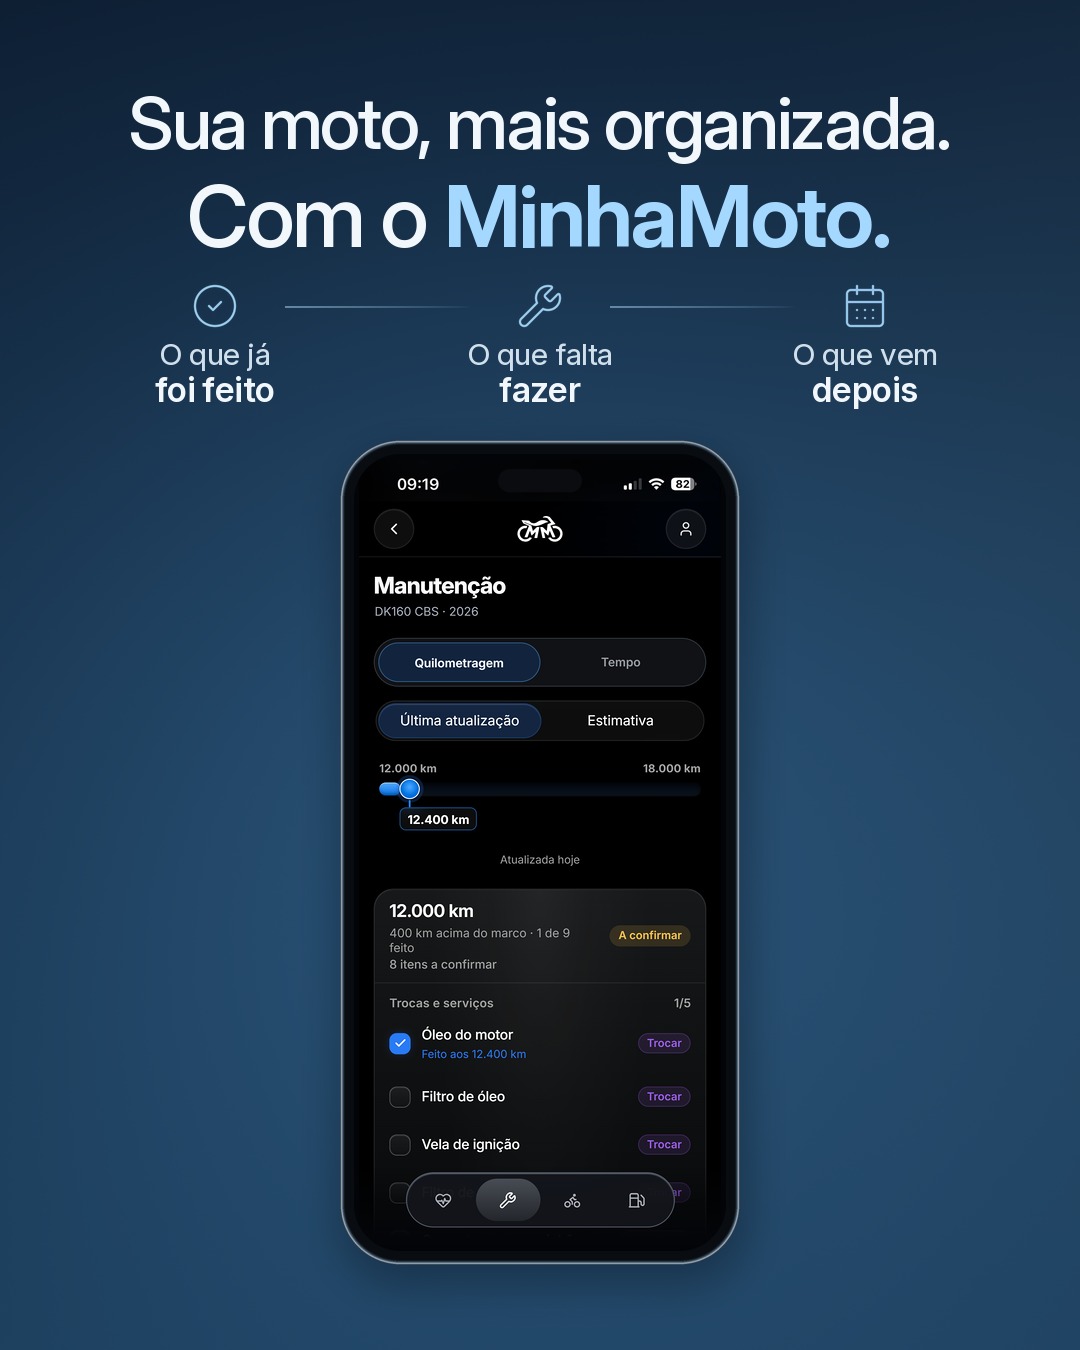 Sua moto, mais organizada.
Com o MinhaMoto.
O que já
foi feito
O que falta
fazer
O que vem
depois
09:19
82
MM
Manutenção
DK160 CBS · 2026
Quilometragem
Tempo
Última atualização
Estimativa
12.000 km
18.000 km
12.400 km
Atualizada hoje
12.000 km
400 km acima do marco · 1 de 9
feito
8 itens a confirmar
A confirmar
Trocas e serviços
1/5
Óleo do motor
Feito aos 12.400 km
Trocar
Filtro de óleo
Trocar
Vela de ignição
Trocar